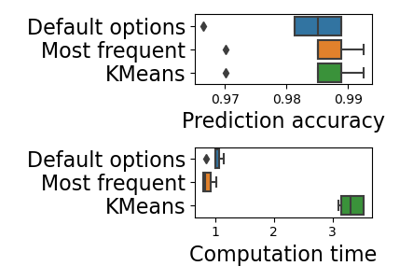 Default options
Most frequent
KMeans
0.97 0.98 0.99
Prediction accuracy
Default options
Most frequent
KMeans
1 2 3
Computation time